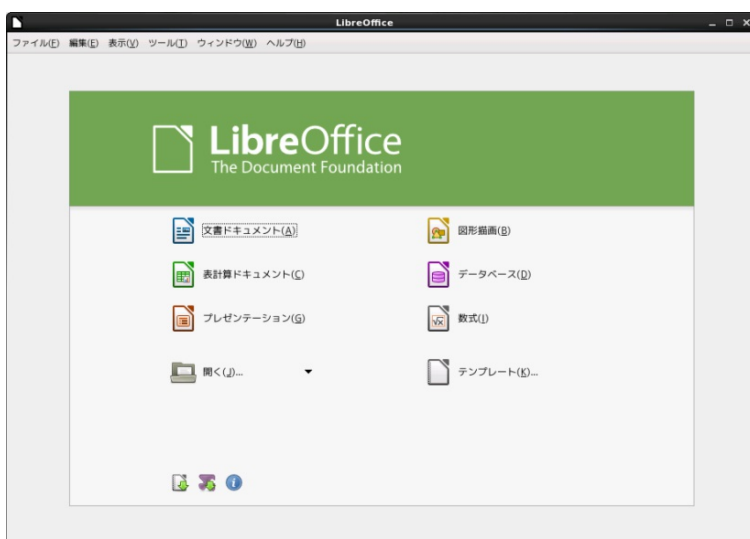 LibreOffice
ファイル(F) 編集(E) 表示(V) ツール(T) ウィンドウ(W) ヘルプ(H)
LibreOffice
The Document Foundation
文書ドキュメント(A)
図形描画(B)
表計算ドキュメント(C)
データベース(D)
プレゼンテーション(G)
数式(I)
開く(J)...
テンプレート(K)...